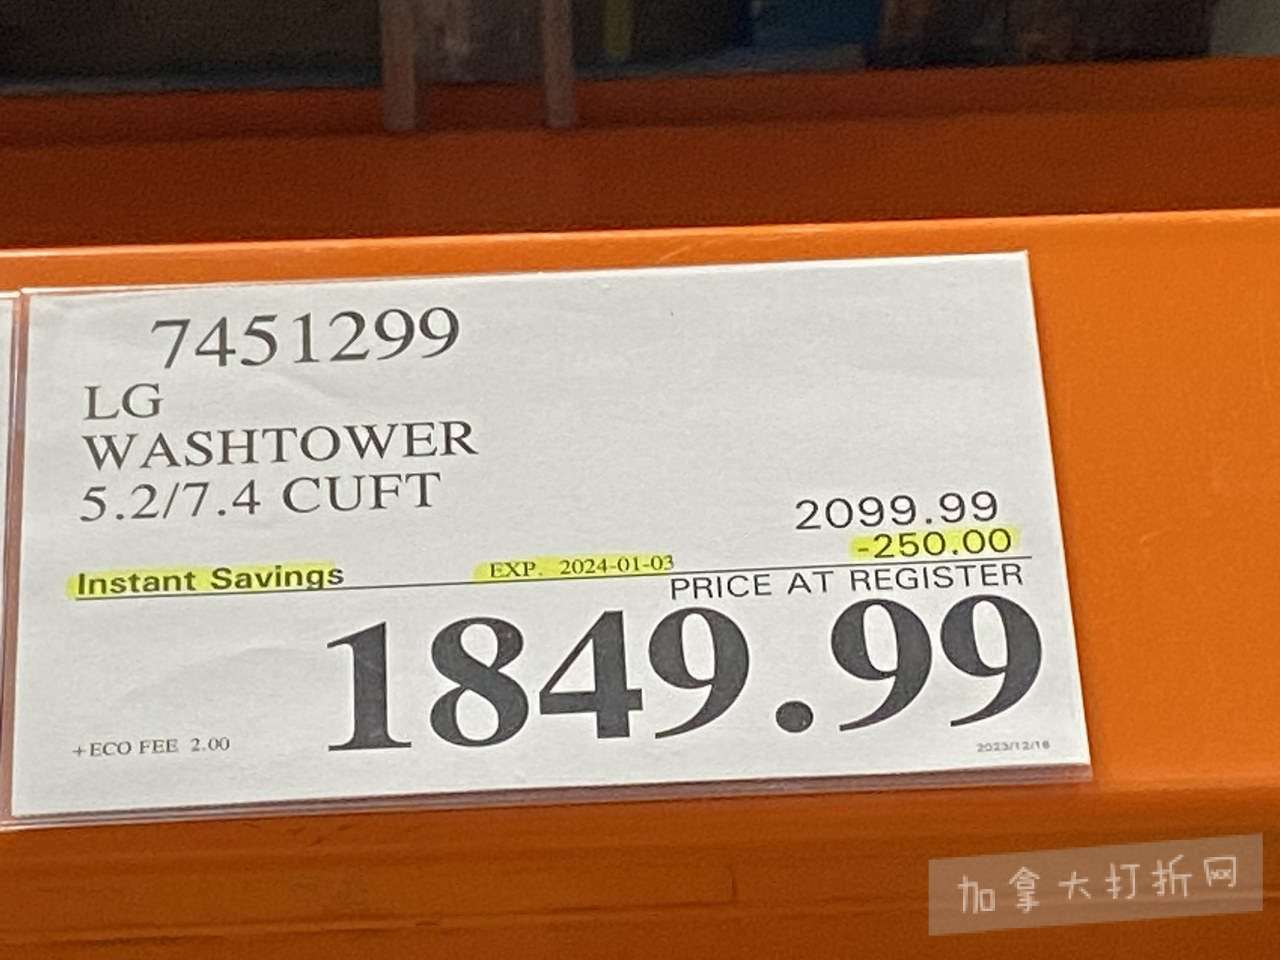 7451299
LG
WASHTOWER
5.2/7.4 CUFT
2099.99
-250.00
Instant Savings EXP. 2024-01-03
PRICE AT REGISTER
1849.99
+ECO FEE 2.00
2023/12/18
加拿大打折网